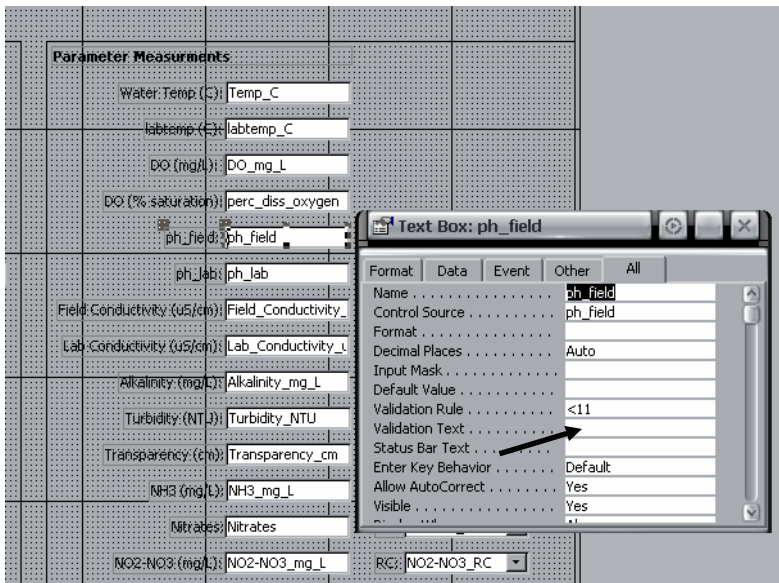 Parameter Measurments
Water Temp (C): Temp_C
labtemp (C): labtemp_C
DO (mg/L): DO_mg_L
DO (% saturation): perc_diss_oxygen
ph_field: ph_field
ph_lab: ph_lab
Field Conductivity (uS/cm): Field_Conductivity_
Lab Conductivity (uS/cm): Lab_Conductivity_u
Alkalinity (mg/L): Alkalinity_mg_L
Turbidity (NTU): Turbidity_NTU
Transparency (cm): Transparency_cm
NH3 (mg/L): NH3_mg_L
Nitrates: Nitrates
NO2-NO3 (mg/L): NO2-NO3_mg_L RC: NO2-NO3_RC
Text Box: ph_field
Format Data Event Other All
Name . . . . . . . . . . . . . . . . ph_field
Control Source . . . . . . . . . . ph_field
Format . . . . . . . . . . . . . . .
Decimal Places . . . . . . . . . . Auto
Input Mask . . . . . . . . . . . . .
Default Value . . . . . . . . . . .
Validation Rule . . . . . . . . . . <11
Validation Text . . . . . . . . . .
Status Bar Text . . . . . . . . . .
Enter Key Behavior . . . . . . . Default
Allow AutoCorrect . . . . . . . . Yes
Visible . . . . . . . . . . . . . . . Yes